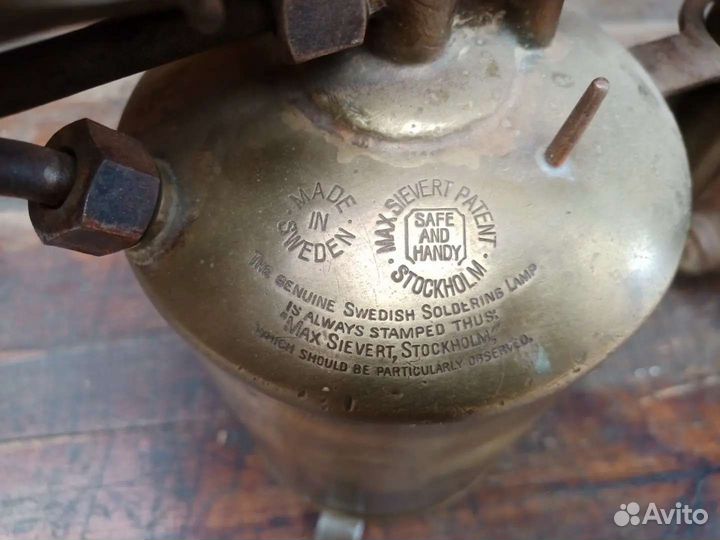 ·MADE·
IN
SWEDEN
·MAX SIEVERT PATENT·
SAFE
AND
HANDY
STOCKHOLM
THE GENUINE SWEDISH SOLDERING LAMP
IS ALWAYS STAMPED THUS:
"MAX SIEVERT, STOCKHOLM,"
WHICH SHOULD BE PARTICULARLY OBSERVED.
Avito